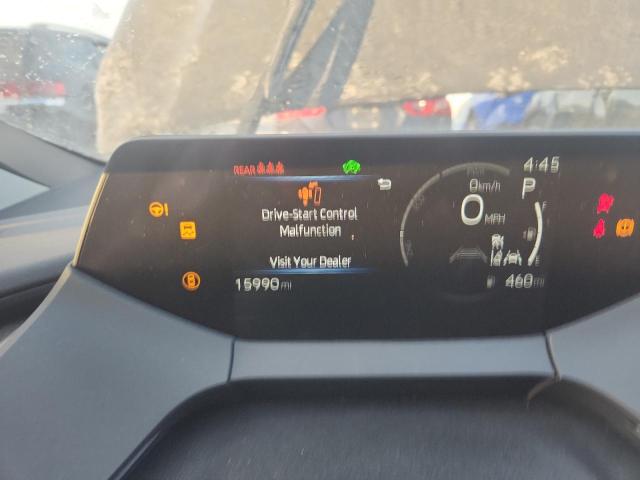 REAR
4:45
0 km/h
P
Drive-Start Control
Malfunction
0 MPH
F
Visit Your Dealer
E
15990 mi
460 mi